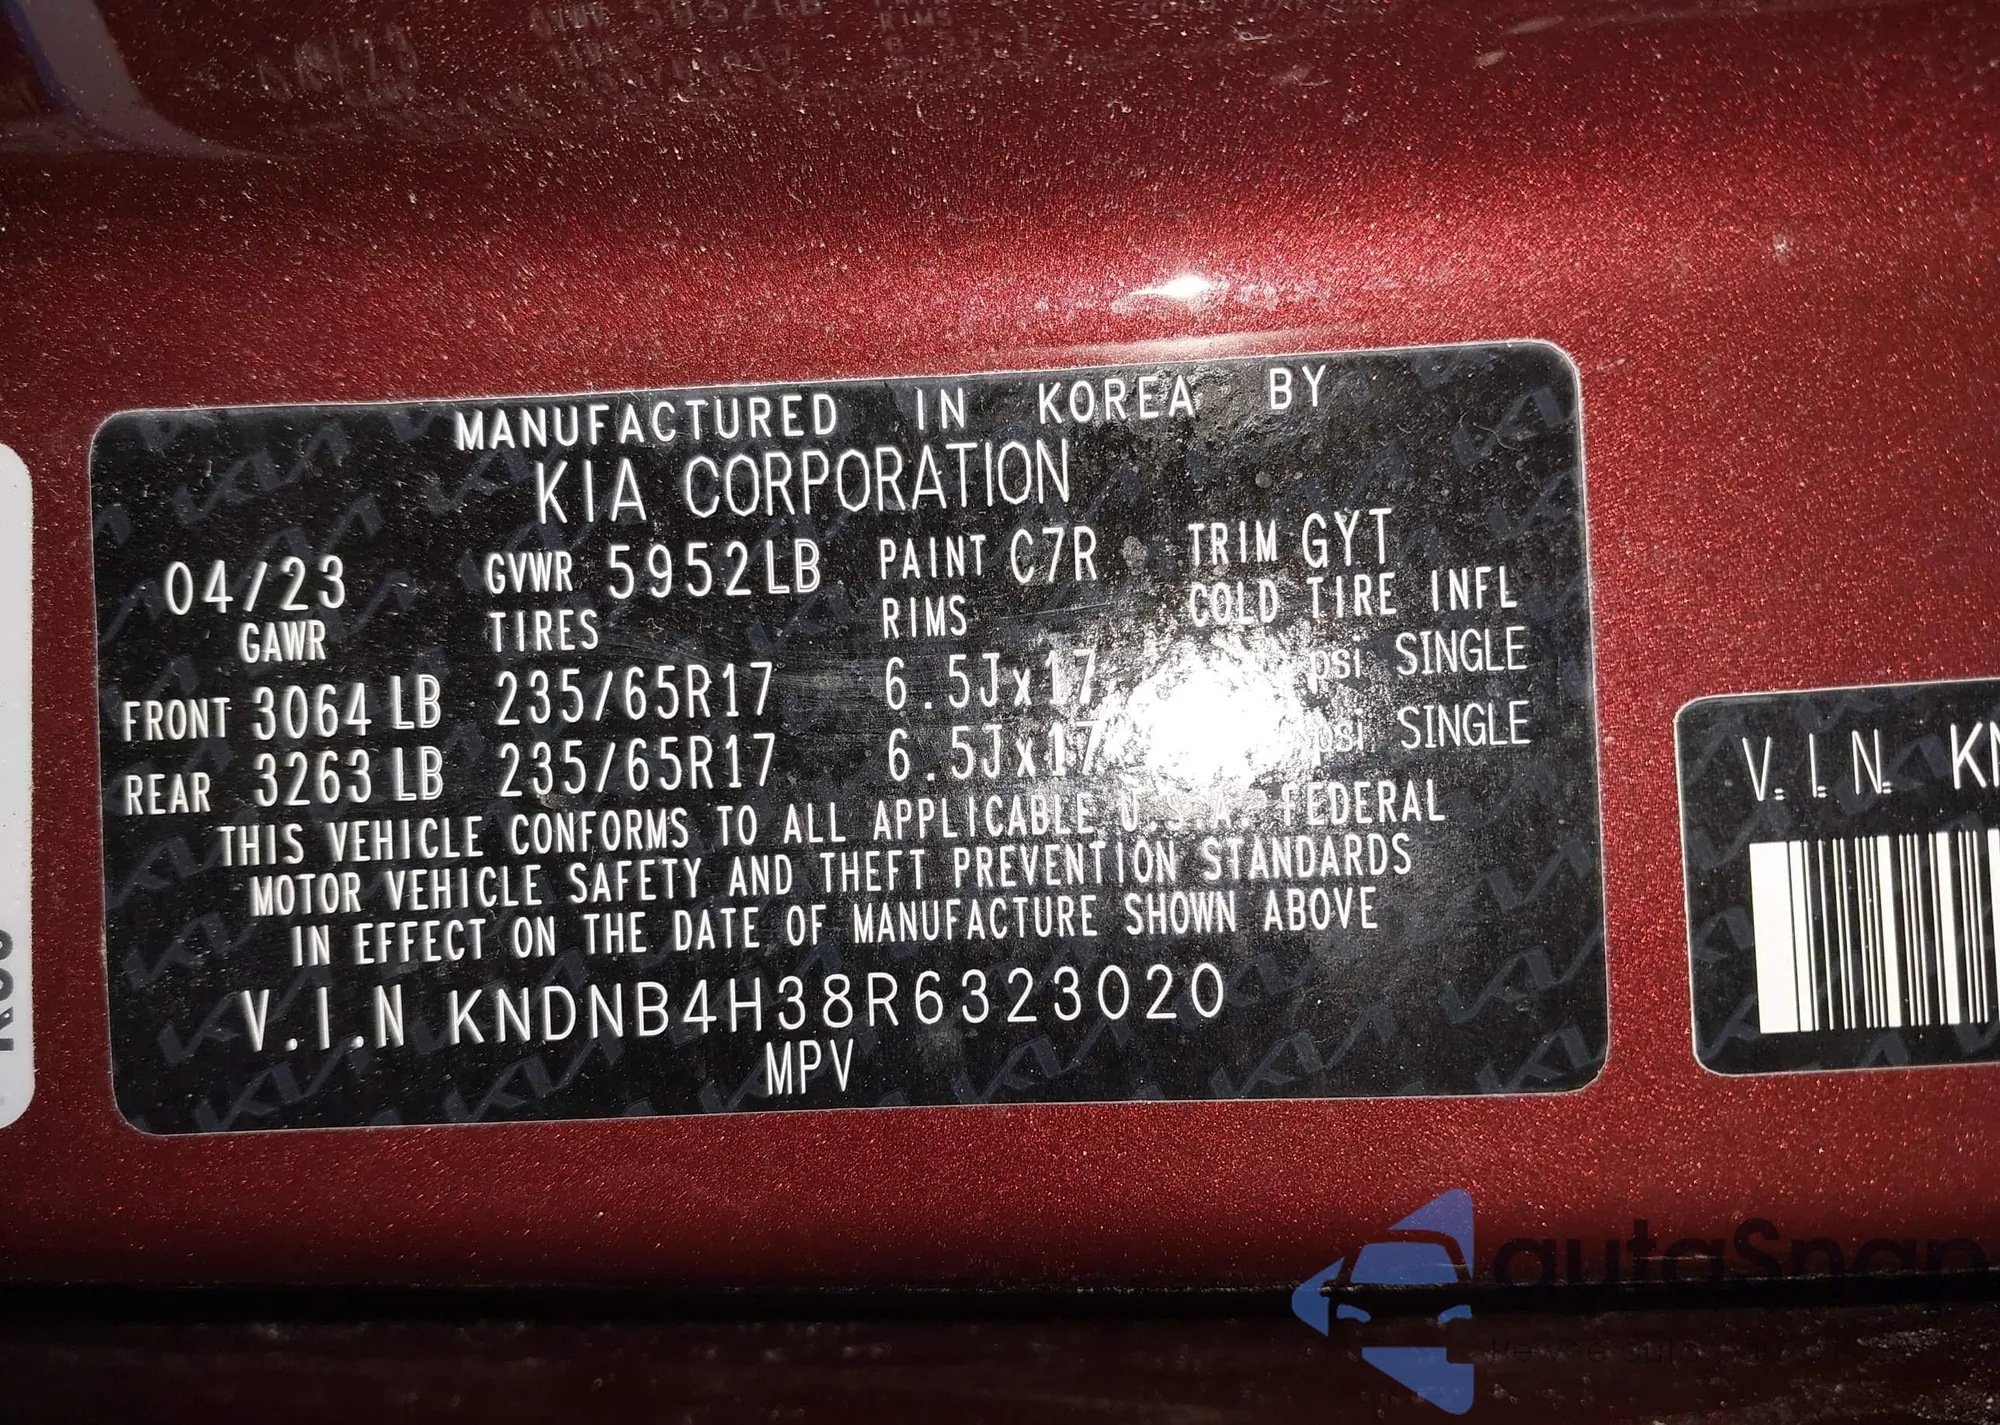 MANUFACTURED IN KOREA BY
KIA CORPORATION
04/23 GVWR 5952LB PAINT C7R TRIM GYT
GAWR TIRES RIMS COLD TIRE INFL
FRONT 3064 LB 235/65R17 6.5Jx17 psi SINGLE
REAR 3263 LB 235/65R17 6.5Jx17 psi SINGLE
THIS VEHICLE CONFORMS TO ALL APPLICABLE U.S.A. FEDERAL
MOTOR VEHICLE SAFETY AND THEFT PREVENTION STANDARDS
IN EFFECT ON THE DATE OF MANUFACTURE SHOWN ABOVE
V.I.N KNDNB4H38R6323020
MPV
V.I.N. KN
autaSnap